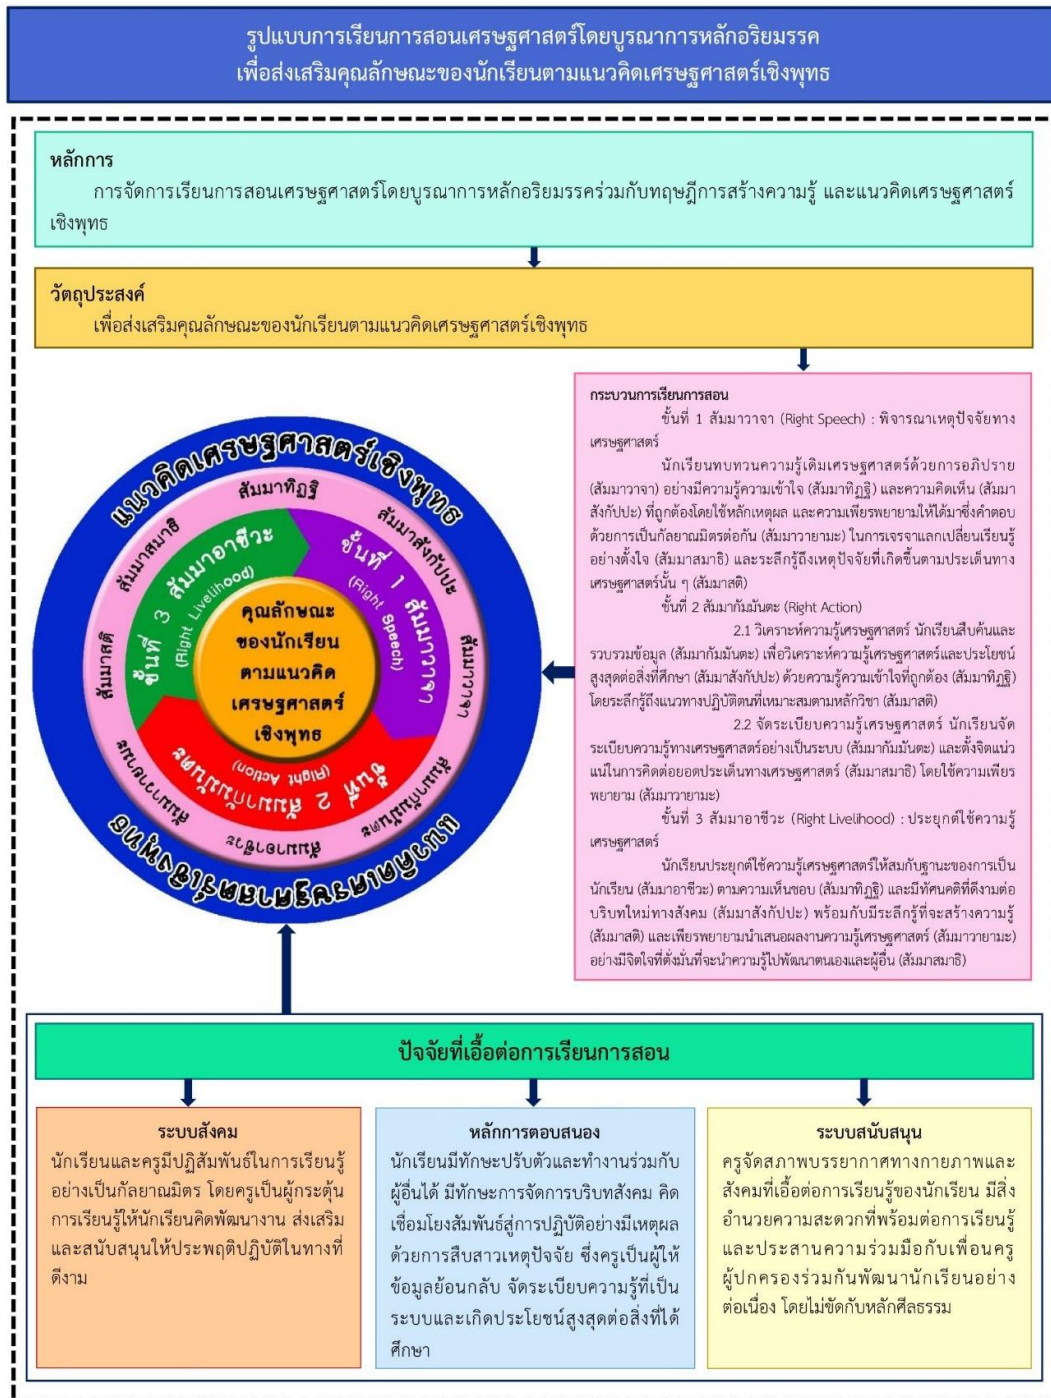 รูปแบบการเรียนการสอนเศรษฐศาสตร์โดยบูรณาการหลักอริยมรรค
เพื่อส่งเสริมคุณลักษณะของนักเรียนตามแนวคิดเศรษฐศาสตร์เชิงพุทธ
หลักการ
การจัดการเรียนการสอนเศรษฐศาสตร์โดยบูรณาการหลักอริยมรรคร่วมกับทฤษฎีการสร้างความรู้ และแนวคิดเศรษฐศาสตร์
เชิงพุทธ
วัตถุประสงค์
เพื่อส่งเสริมคุณลักษณะของนักเรียนตามแนวคิดเศรษฐศาสตร์เชิงพุทธ
กระบวนการเรียนการสอน
ขั้นที่ 1 สัมมาวาจา (Right Speech) : พิจารณาเหตุปัจจัยทาง
เศรษฐศาสตร์
นักเรียนทบทวนความรู้เดิมเศรษฐศาสตร์ด้วยการอภิปราย
(สัมมาวาจา) อย่างมีความรู้ความเข้าใจ (สัมมาทิฏฐิ) และความคิดเห็น (สัมมา
สังกัปปะ) ที่ถูกต้องโดยใช้หลักเหตุผล และความเพียรพยายามให้ได้มาซึ่งคำตอบ
ด้วยการเป็นกัลยาณมิตรต่อกัน (สัมมาวายามะ) ในการเจรจาแลกเปลี่ยนเรียนรู้
อย่างตั้งใจ (สัมมาสมาธิ) และระลึกรู้ถึงเหตุปัจจัยที่เกิดขึ้นตามประเด็นทาง
เศรษฐศาสตร์นั้น ๆ (สัมมาสติ)
ขั้นที่ 2 สัมมากัมมันตะ (Right Action)
2.1 วิเคราะห์ความรู้เศรษฐศาสตร์ นักเรียนสืบค้นและ
รวบรวมข้อมูล (สัมมากัมมันตะ) เพื่อวิเคราะห์ความรู้เศรษฐศาสตร์และประโยชน์
สูงสุดต่อสิ่งที่ศึกษา (สัมมาสังกัปปะ) ด้วยความรู้ความเข้าใจที่ถูกต้อง (สัมมาทิฏฐิ)
โดยระลึกรู้ถึงแนวทางปฏิบัติตนที่เหมาะสมตามหลักวิชา (สัมมาสติ)
2.2 จัดระเบียบความรู้เศรษฐศาสตร์ นักเรียนจัด
ระเบียบความรู้ทางเศรษฐศาสตร์อย่างเป็นระบบ (สัมมากัมมันตะ) และตั้งจิตแน่ว
แน่ในการคิดต่อยอดประเด็นทางเศรษฐศาสตร์ (สัมมาสมาธิ) โดยใช้ความเพียร
พยายาม (สัมมาวายามะ)
ขั้นที่ 3 สัมมาอาชีวะ (Right Livelihood) : ประยุกต์ใช้ความรู้
เศรษฐศาสตร์
นักเรียนประยุกต์ใช้ความรู้เศรษฐศาสตร์ให้สมกับฐานะของการเป็น
นักเรียน (สัมมาอาชีวะ) ตามความเห็นชอบ (สัมมาทิฏฐิ) และมีทัศนคติที่ดีงามต่อ
บริบทใหม่ทางสังคม (สัมมาสังกัปปะ) พร้อมกับมีระลึกรู้ที่จะสร้างความรู้
(สัมมาสติ) และเพียรพยายามนำเสนอผลงานความรู้เศรษฐศาสตร์ (สัมมาวายามะ)
อย่างมีจิตใจที่ตั้งมั่นที่จะนำความรู้ไปพัฒนาตนเองและผู้อื่น (สัมมาสมาธิ)
แนวคิดเศรษฐศาสตร์เชิงพุทธ
สัมมาทิฏฐิ
สัมมาสังกัปปะ
สัมมาวาจา
สัมมากัมมันตะ
สัมมาอาชีวะ
สัมมาวายามะ
สัมมาสติ
สัมมาสมาธิ
ขั้นที่ 1 สัมมาวาจา
(Right Speech)
ขั้นที่ 2 สัมมากัมมันตะ
(Right Action)
ขั้นที่ 3 สัมมาอาชีวะ
(Right Livelihood)
คุณลักษณะ
ของนักเรียน
ตามแนวคิด
เศรษฐศาสตร์
เชิงพุทธ
แนวคิดเศรษฐศาสตร์เชิงพุทธ
ปัจจัยที่เอื้อต่อการเรียนการสอน
ระบบสังคม
นักเรียนและครูมีปฏิสัมพันธ์ในการเรียนรู้
อย่างเป็นกัลยาณมิตร โดยครูเป็นผู้กระตุ้น
การเรียนรู้ให้นักเรียนคิดพัฒนางาน ส่งเสริม
และสนับสนุนให้ประพฤติปฏิบัติในทางที่
ดีงาม
หลักการตอบสนอง
นักเรียนมีทักษะปรับตัวและทำงานร่วมกับ
ผู้อื่นได้ มีทักษะการจัดการบริบทสังคม คิด
เชื่อมโยงสัมพันธ์สู่การปฏิบัติอย่างมีเหตุผล
ด้วยการสืบสาวเหตุปัจจัย ซึ่งครูเป็นผู้ให้
ข้อมูลย้อนกลับ จัดระเบียบความรู้ที่เป็น
ระบบและเกิดประโยชน์สูงสุดต่อสิ่งที่ได้
ศึกษา
ระบบสนับสนุน
ครูจัดสภาพบรรยากาศทางกายภาพและ
สังคมที่เอื้อต่อการเรียนรู้ของนักเรียน มีสิ่ง
อำนวยความสะดวกที่พร้อมต่อการเรียนรู้
และประสานความร่วมมือกับเพื่อนครู
ผู้ปกครองร่วมกันพัฒนานักเรียนอย่าง
ต่อเนื่อง โดยไม่ขัดกับหลักศีลธรรม